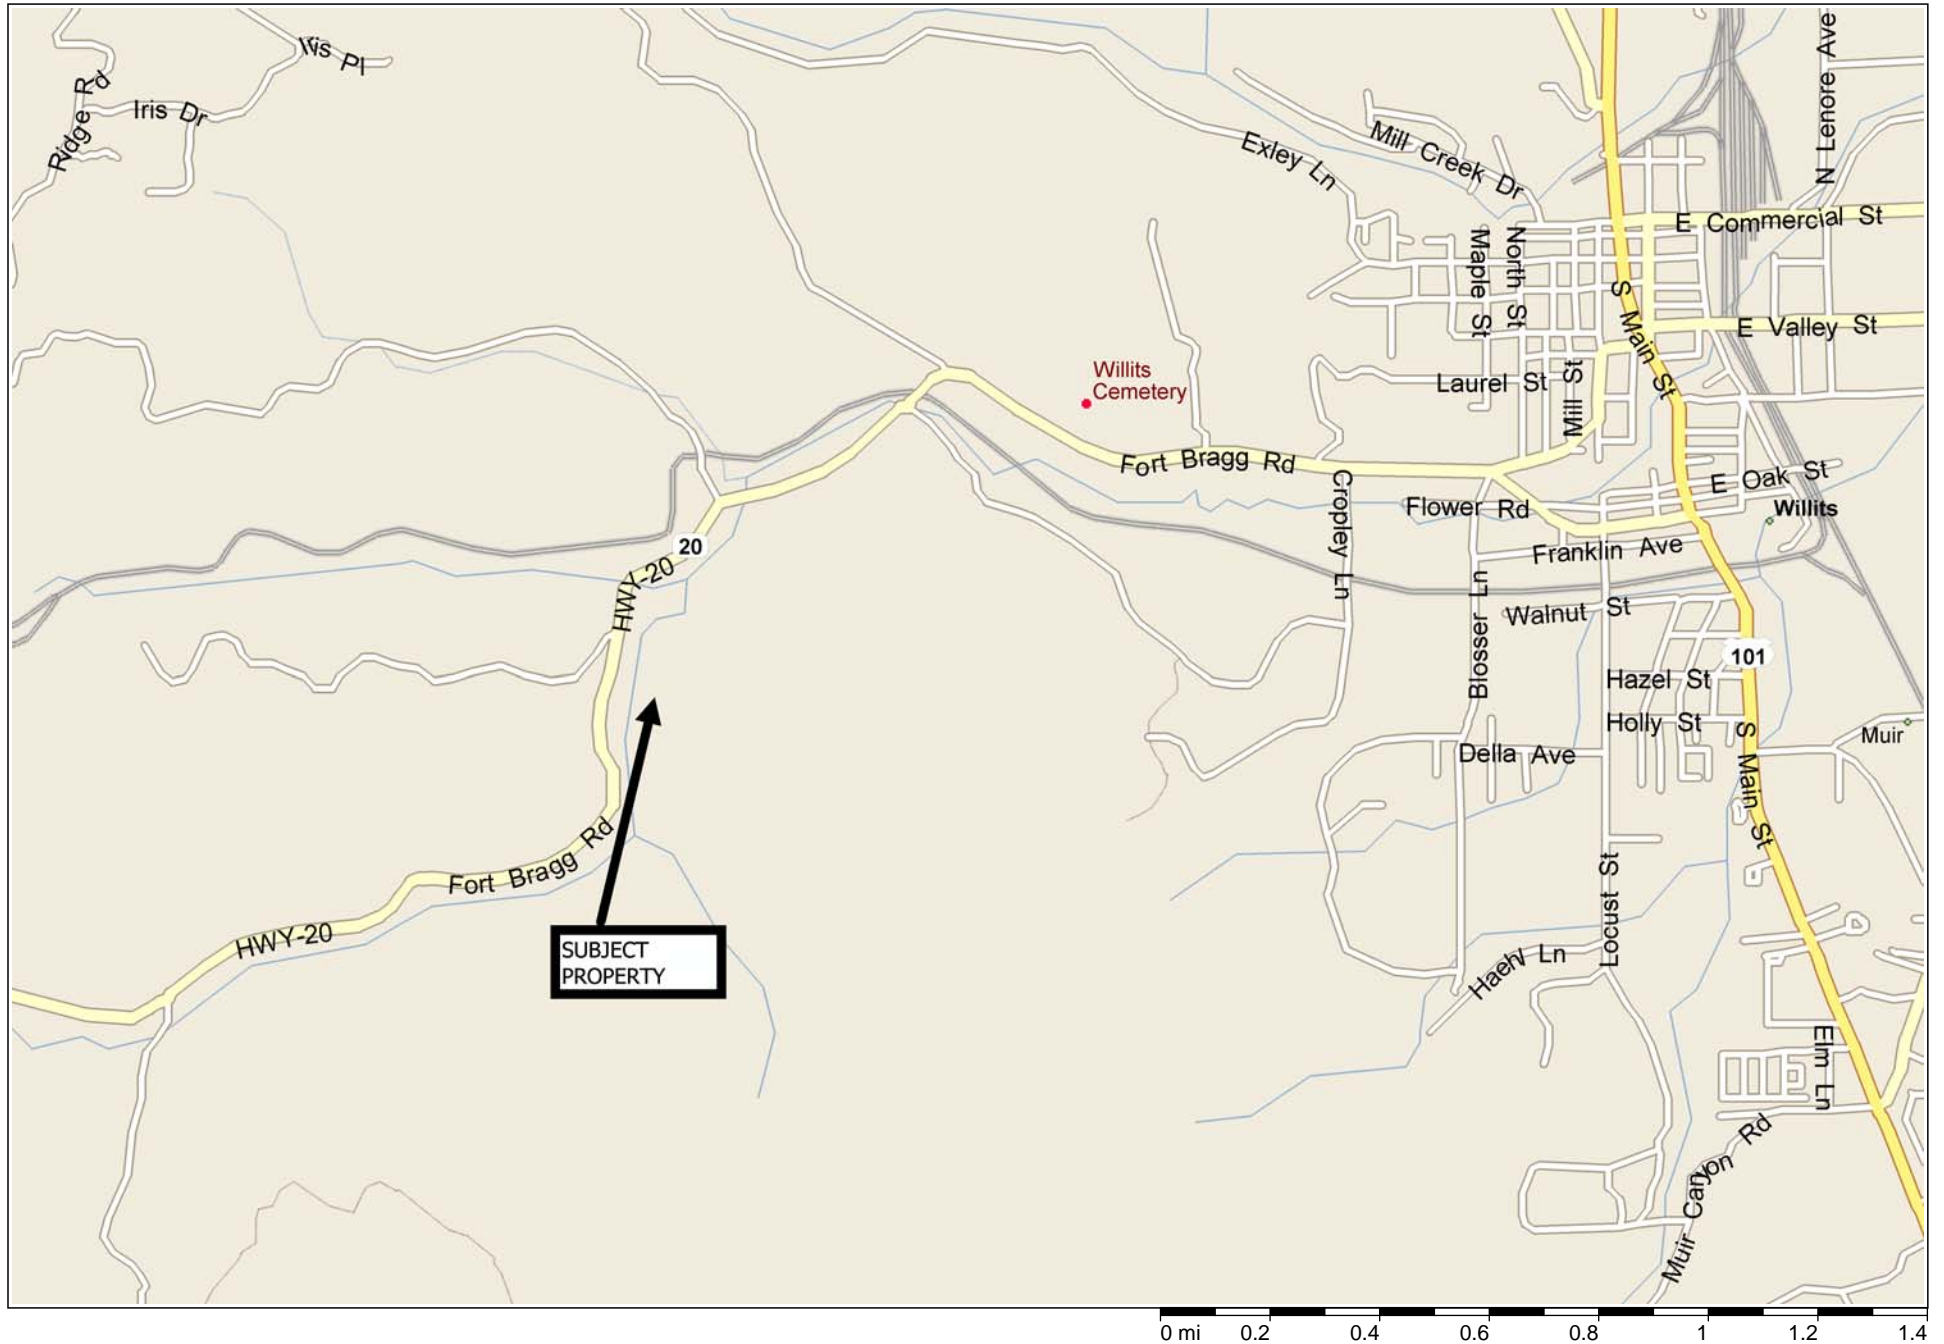 Iris Pl
Ridge Rd
Iris Dr
N Lenore Ave
Mill Creek Dr
Exley Ln
E Commercial St
Maple St
North St
S Main St
E Valley St
Willits
Cemetery
Laurel St
Mill St
Fort Bragg Rd
Cropley Ln
Flower Rd
E Oak St
Willits
20
HWY-20
Franklin Ave
Blosser Ln
Walnut St
101
Hazel St
Holly St
S Main St
Muir
Della Ave
Fort Bragg Rd
HWY-20
SUBJECT
PROPERTY
Locust St
Haehl Ln
Elm Ln
Muir Canyon Rd
0 mi 0.2 0.4 0.6 0.8 1 1.2 1.4